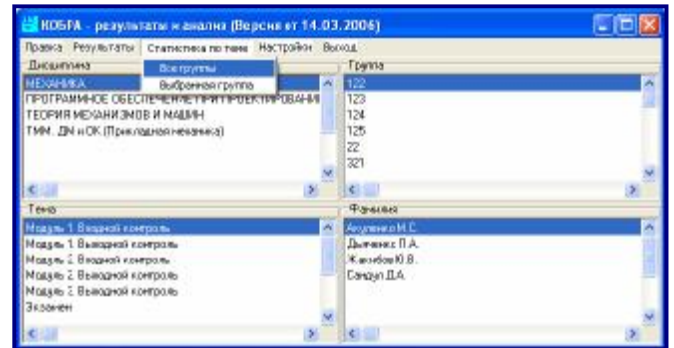 КОБРА - результаты и анализ (Версия от 14.03.2006)
Правка Результаты Статистика по теме Настройки Выход
Дисциплина
Все группы
Выбранная группа
МЕХАНИКА
ПРОГРАММНОЕ ОБЕСПЕЧЕНИЕ ПРИ ПРОЕКТИРОВАНИИ
ТЕОРИЯ МЕХАНИЗМОВ И МАШИН
ТММ, ДМ и ОК (Прикладная механика)
Группа
122
123
124
125
22
321
Тема
Модуль 1. Входной контроль
Модуль 1. Выходной контроль
Модуль 2. Входной контроль
Модуль 2. Выходной контроль
Модуль 3. Выходной контроль
Экзамен
Фамилия
Акуленко М.С.
Дьяченко П.А.
Ю.В.
Сандул Д.А.